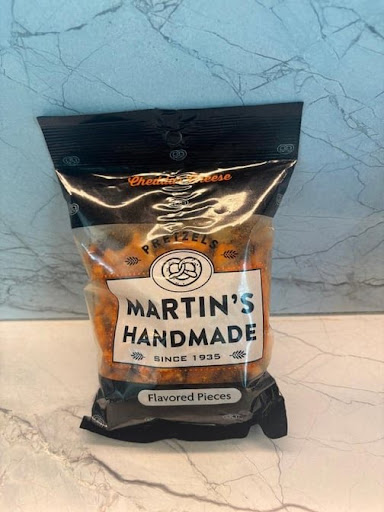 Cheddar Cheese
PRETZELS
MARTIN'S
HANDMADE
SINCE 1935
Flavored Pieces